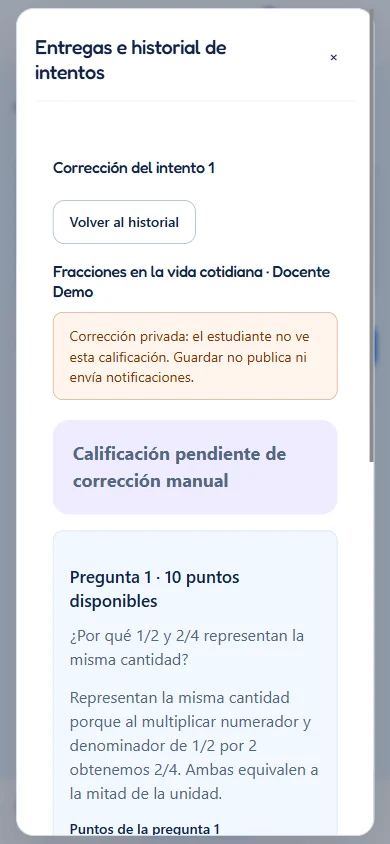 Entregas e historial de
intentos
×
Corrección del intento 1
Volver al historial
Fracciones en la vida cotidiana · Docente
Demo
Corrección privada: el estudiante no ve
esta calificación. Guardar no publica ni
envía notificaciones.
Calificación pendiente de
corrección manual
Pregunta 1 · 10 puntos
disponibles
¿Por qué 1/2 y 2/4 representan la
misma cantidad?
Representan la misma cantidad
porque al multiplicar numerador y
denominador de 1/2 por 2
obtenemos 2/4. Ambas equivalen a
la mitad de la unidad.
Puntos de la pregunta 1